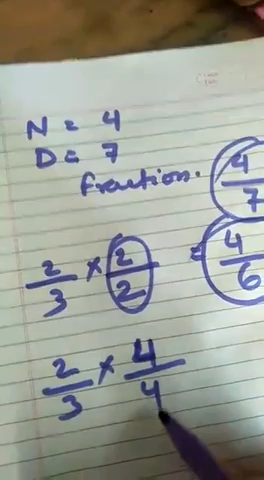 N = 4
D = 7
fraction. 4/7
2/3 × 2/2 = 4/6
2/3 × 4/4